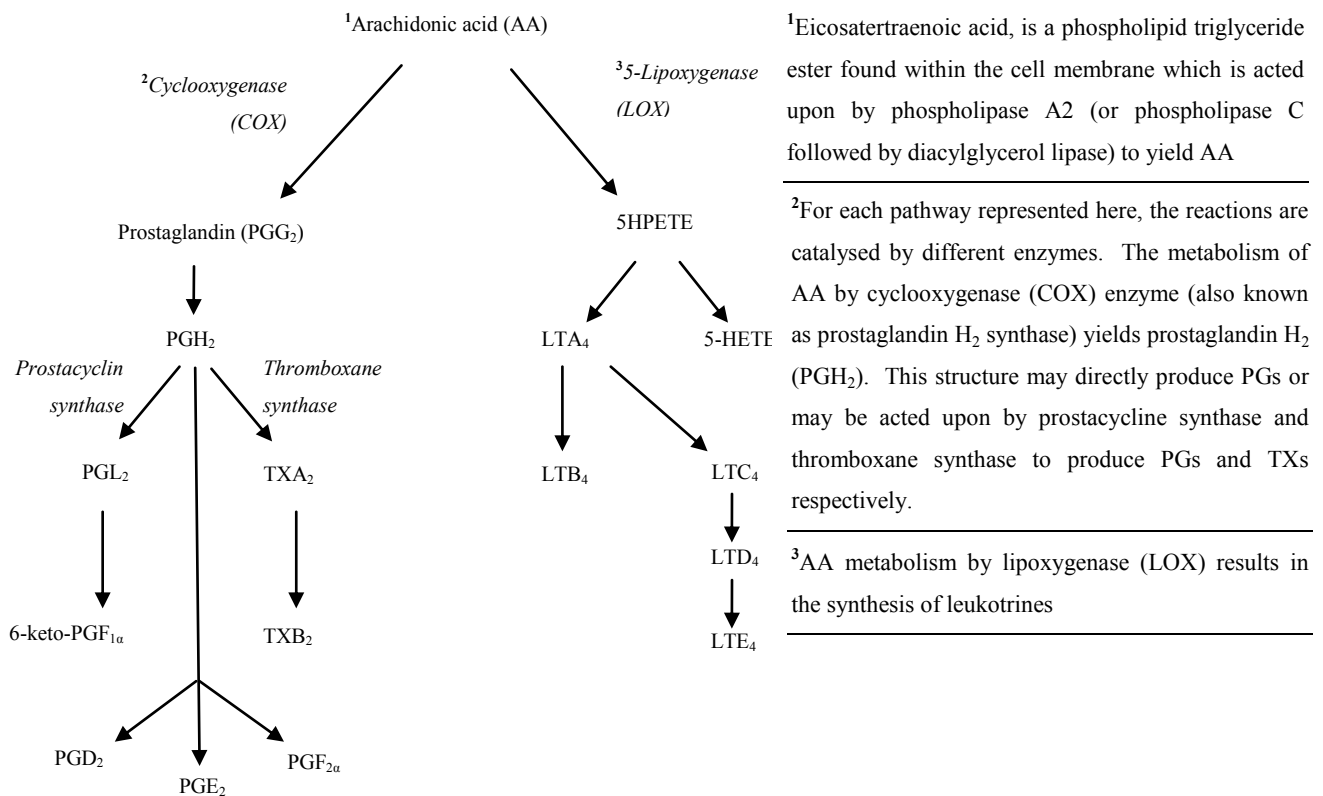 ¹Arachidonic acid (AA)
²Cyclooxygenase
(COX)
³5-Lipoxygenase
(LOX)
Prostaglandin (PGG₂)
5HPETE
PGH₂
LTA₄
5-HETE
Prostacyclin
synthase
Thromboxane
synthase
PGL₂
TXA₂
LTB₄
LTC₄
LTD₄
6-keto-PGF₁α
TXB₂
LTE₄
PGD₂
PGE₂
PGF₂α
¹Eicosatertraenoic acid, is a phospholipid triglyceride
ester found within the cell membrane which is acted
upon by phospholipase A2 (or phospholipase C
followed by diacylglycerol lipase) to yield AA
²For each pathway represented here, the reactions are
catalysed by different enzymes. The metabolism of
AA by cyclooxygenase (COX) enzyme (also known
as prostaglandin H₂ synthase) yields prostaglandin H₂
(PGH₂). This structure may directly produce PGs or
may be acted upon by prostacycline synthase and
thromboxane synthase to produce PGs and TXs
respectively.
³AA metabolism by lipoxygenase (LOX) results in
the synthesis of leukotrines